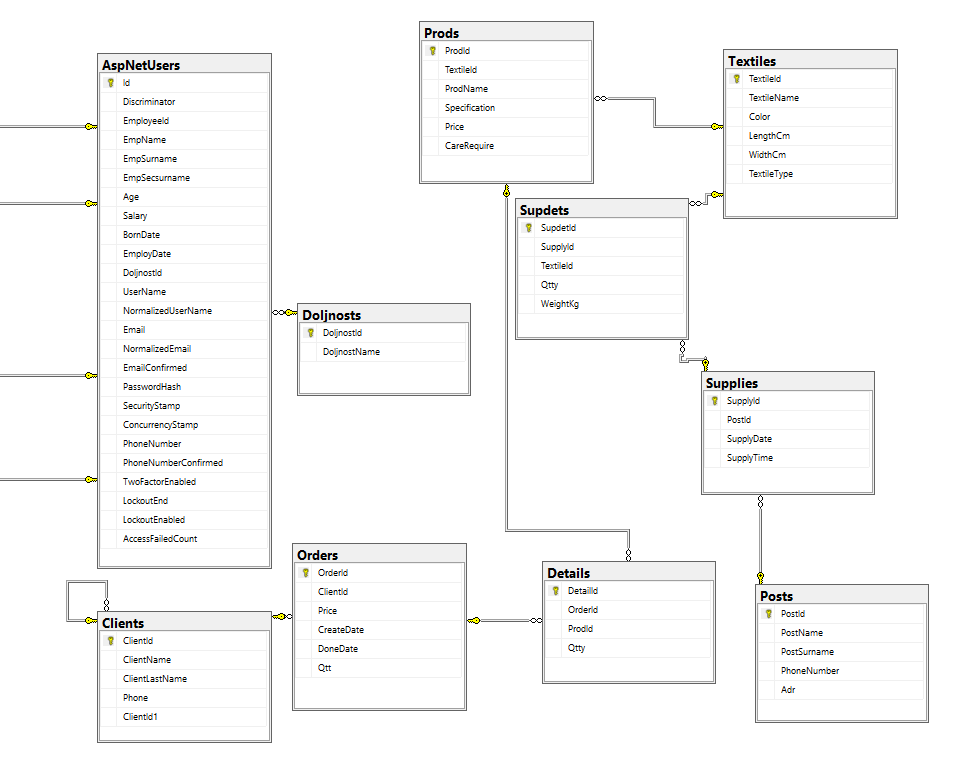 AspNetUsers
Id
Discriminator
EmployeeId
EmpName
EmpSurname
EmpSecsurname
Age
Salary
BornDate
EmployDate
DoljnostId
UserName
NormalizedUserName
Email
NormalizedEmail
EmailConfirmed
PasswordHash
SecurityStamp
ConcurrencyStamp
PhoneNumber
PhoneNumberConfirmed
TwoFactorEnabled
LockoutEnd
LockoutEnabled
AccessFailedCount
Prods
ProdId
TextileId
ProdName
Specification
Price
CareRequire
Textiles
TextileId
TextileName
Color
LengthCm
WidthCm
TextileType
Supdets
SupdetId
SupplyId
TextileId
Qtty
WeightKg
Doljnosts
DoljnostId
DoljnostName
Supplies
SupplyId
PostId
SupplyDate
SupplyTime
Orders
OrderId
ClientId
Price
CreateDate
DoneDate
Qtt
Details
DetailId
OrderId
ProdId
Qtty
Posts
PostId
PostName
PostSurname
PhoneNumber
Adr
Clients
ClientId
ClientName
ClientLastName
Phone
ClientId1